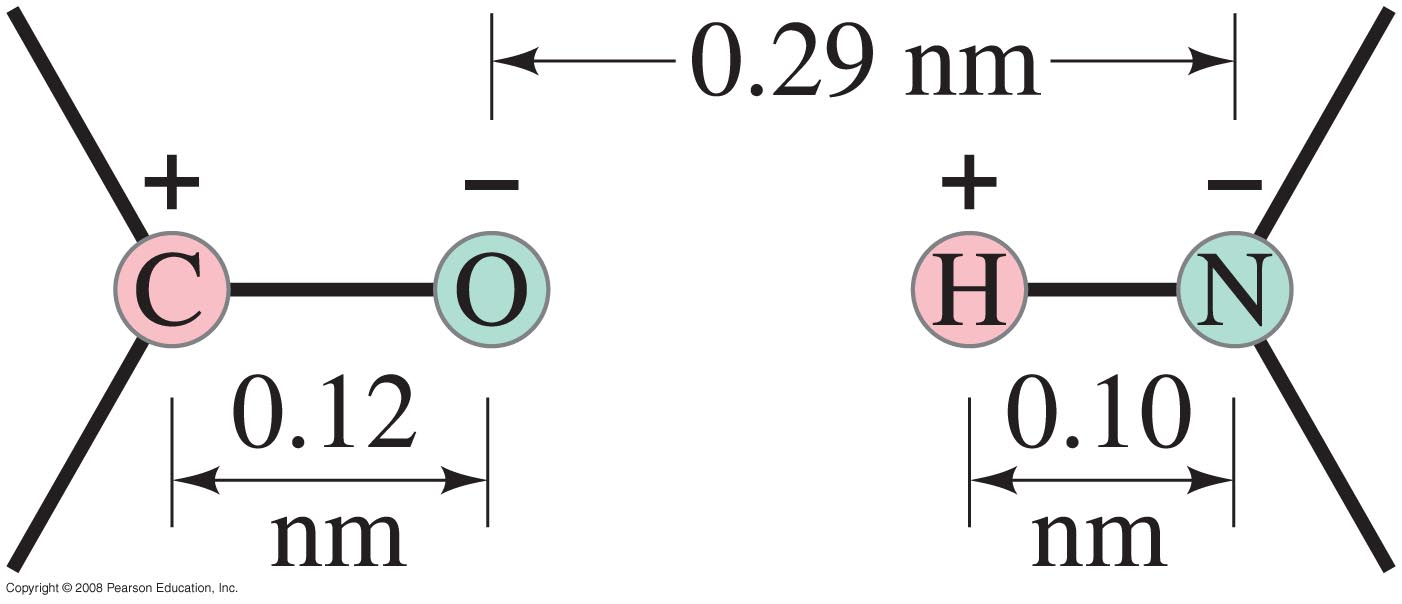 0.29 nm
+ − + −
C O H N
0.12 0.10
nm nm
Copyright © 2008 Pearson Education, Inc.